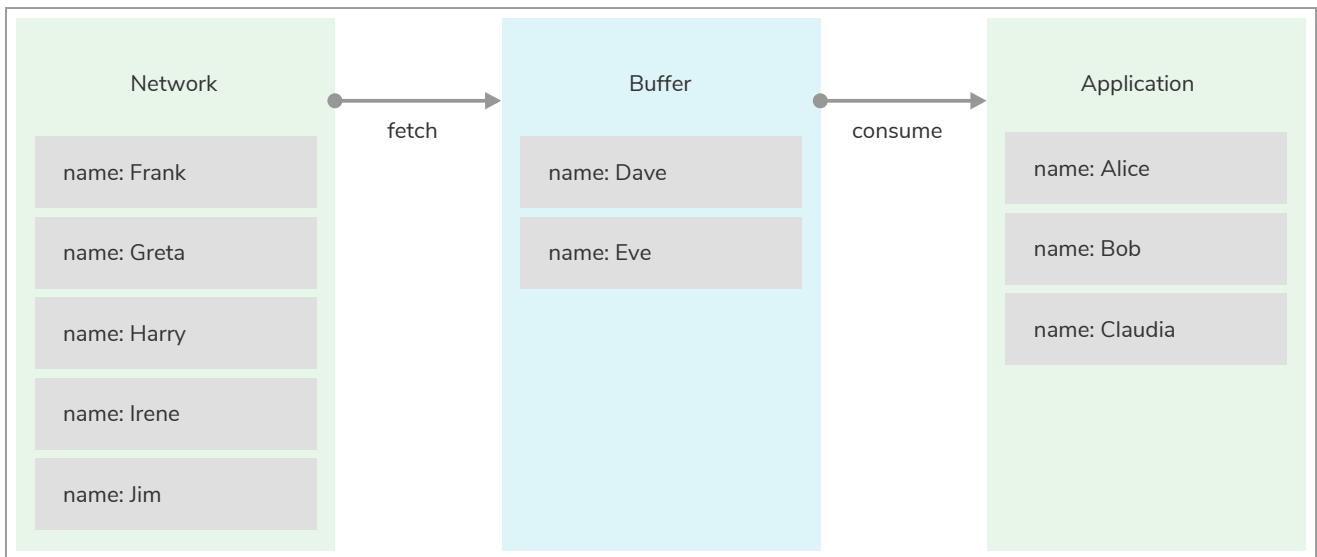 Network
name: Frank
name: Greta
name: Harry
name: Irene
name: Jim
fetch
Buffer
name: Dave
name: Eve
consume
Application
name: Alice
name: Bob
name: Claudia